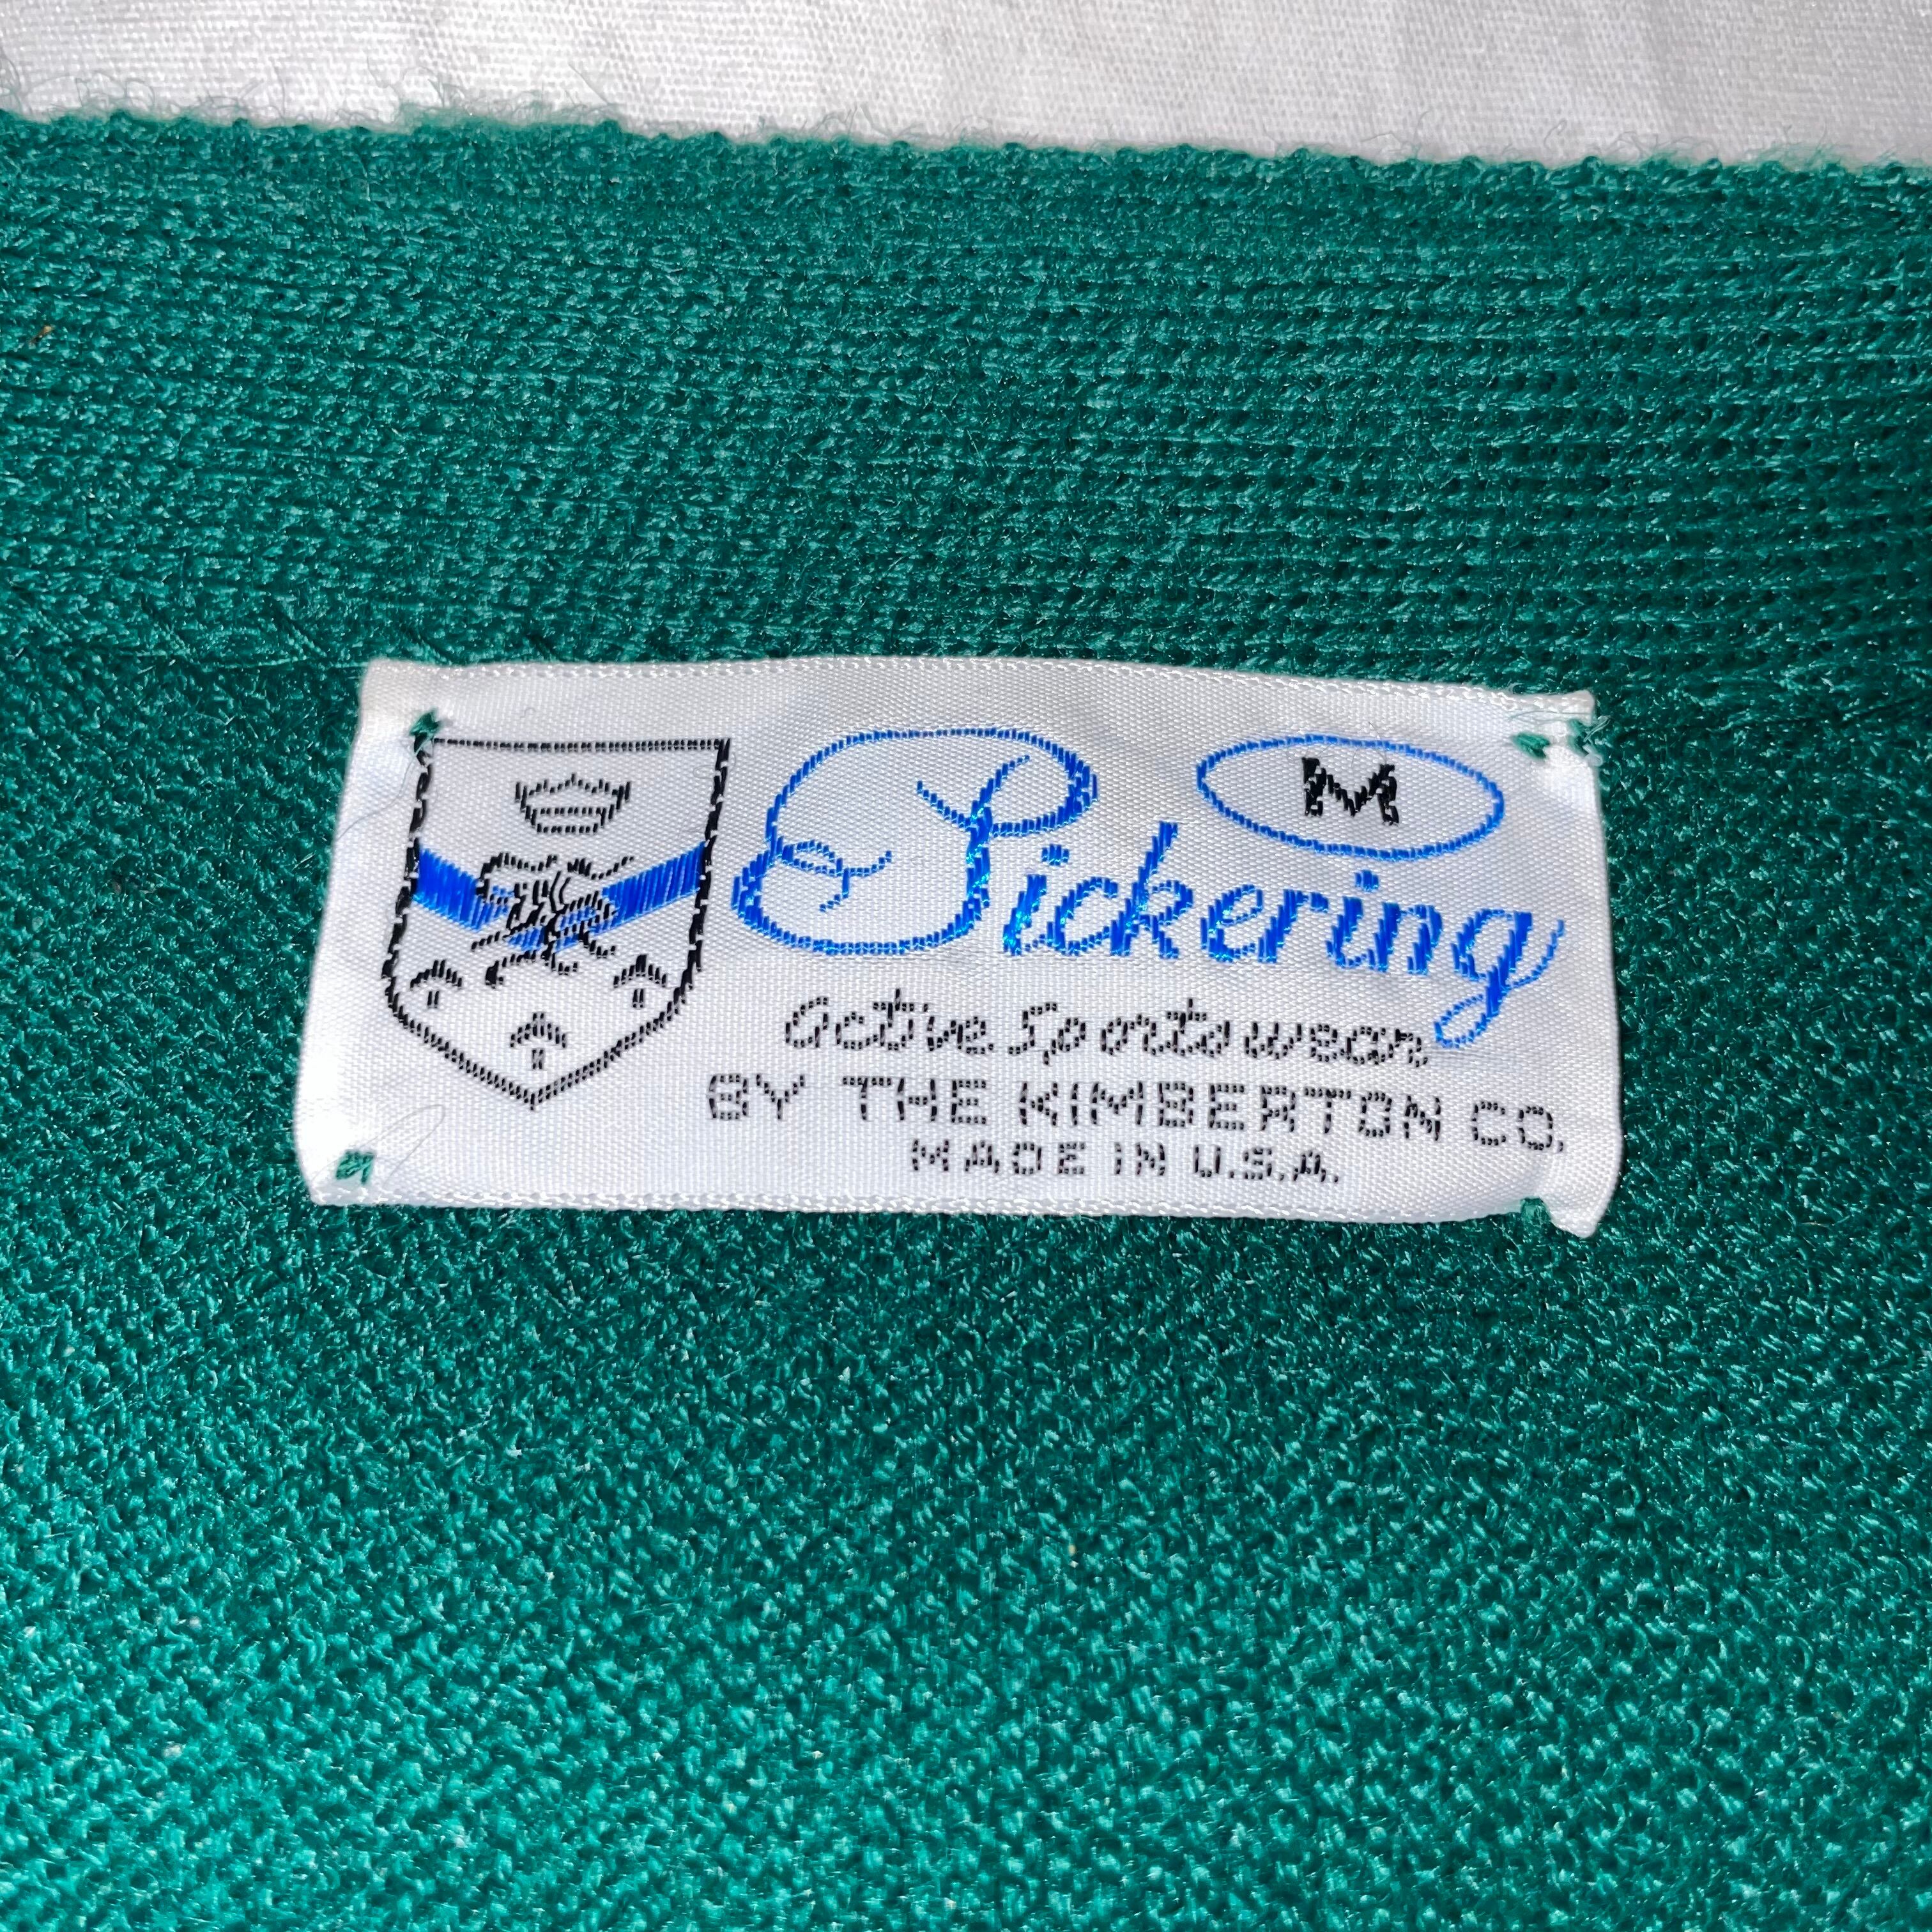 M
Pickering
active Sportswear
BY THE KIMBERTON CO.
MADE IN U.S.A.